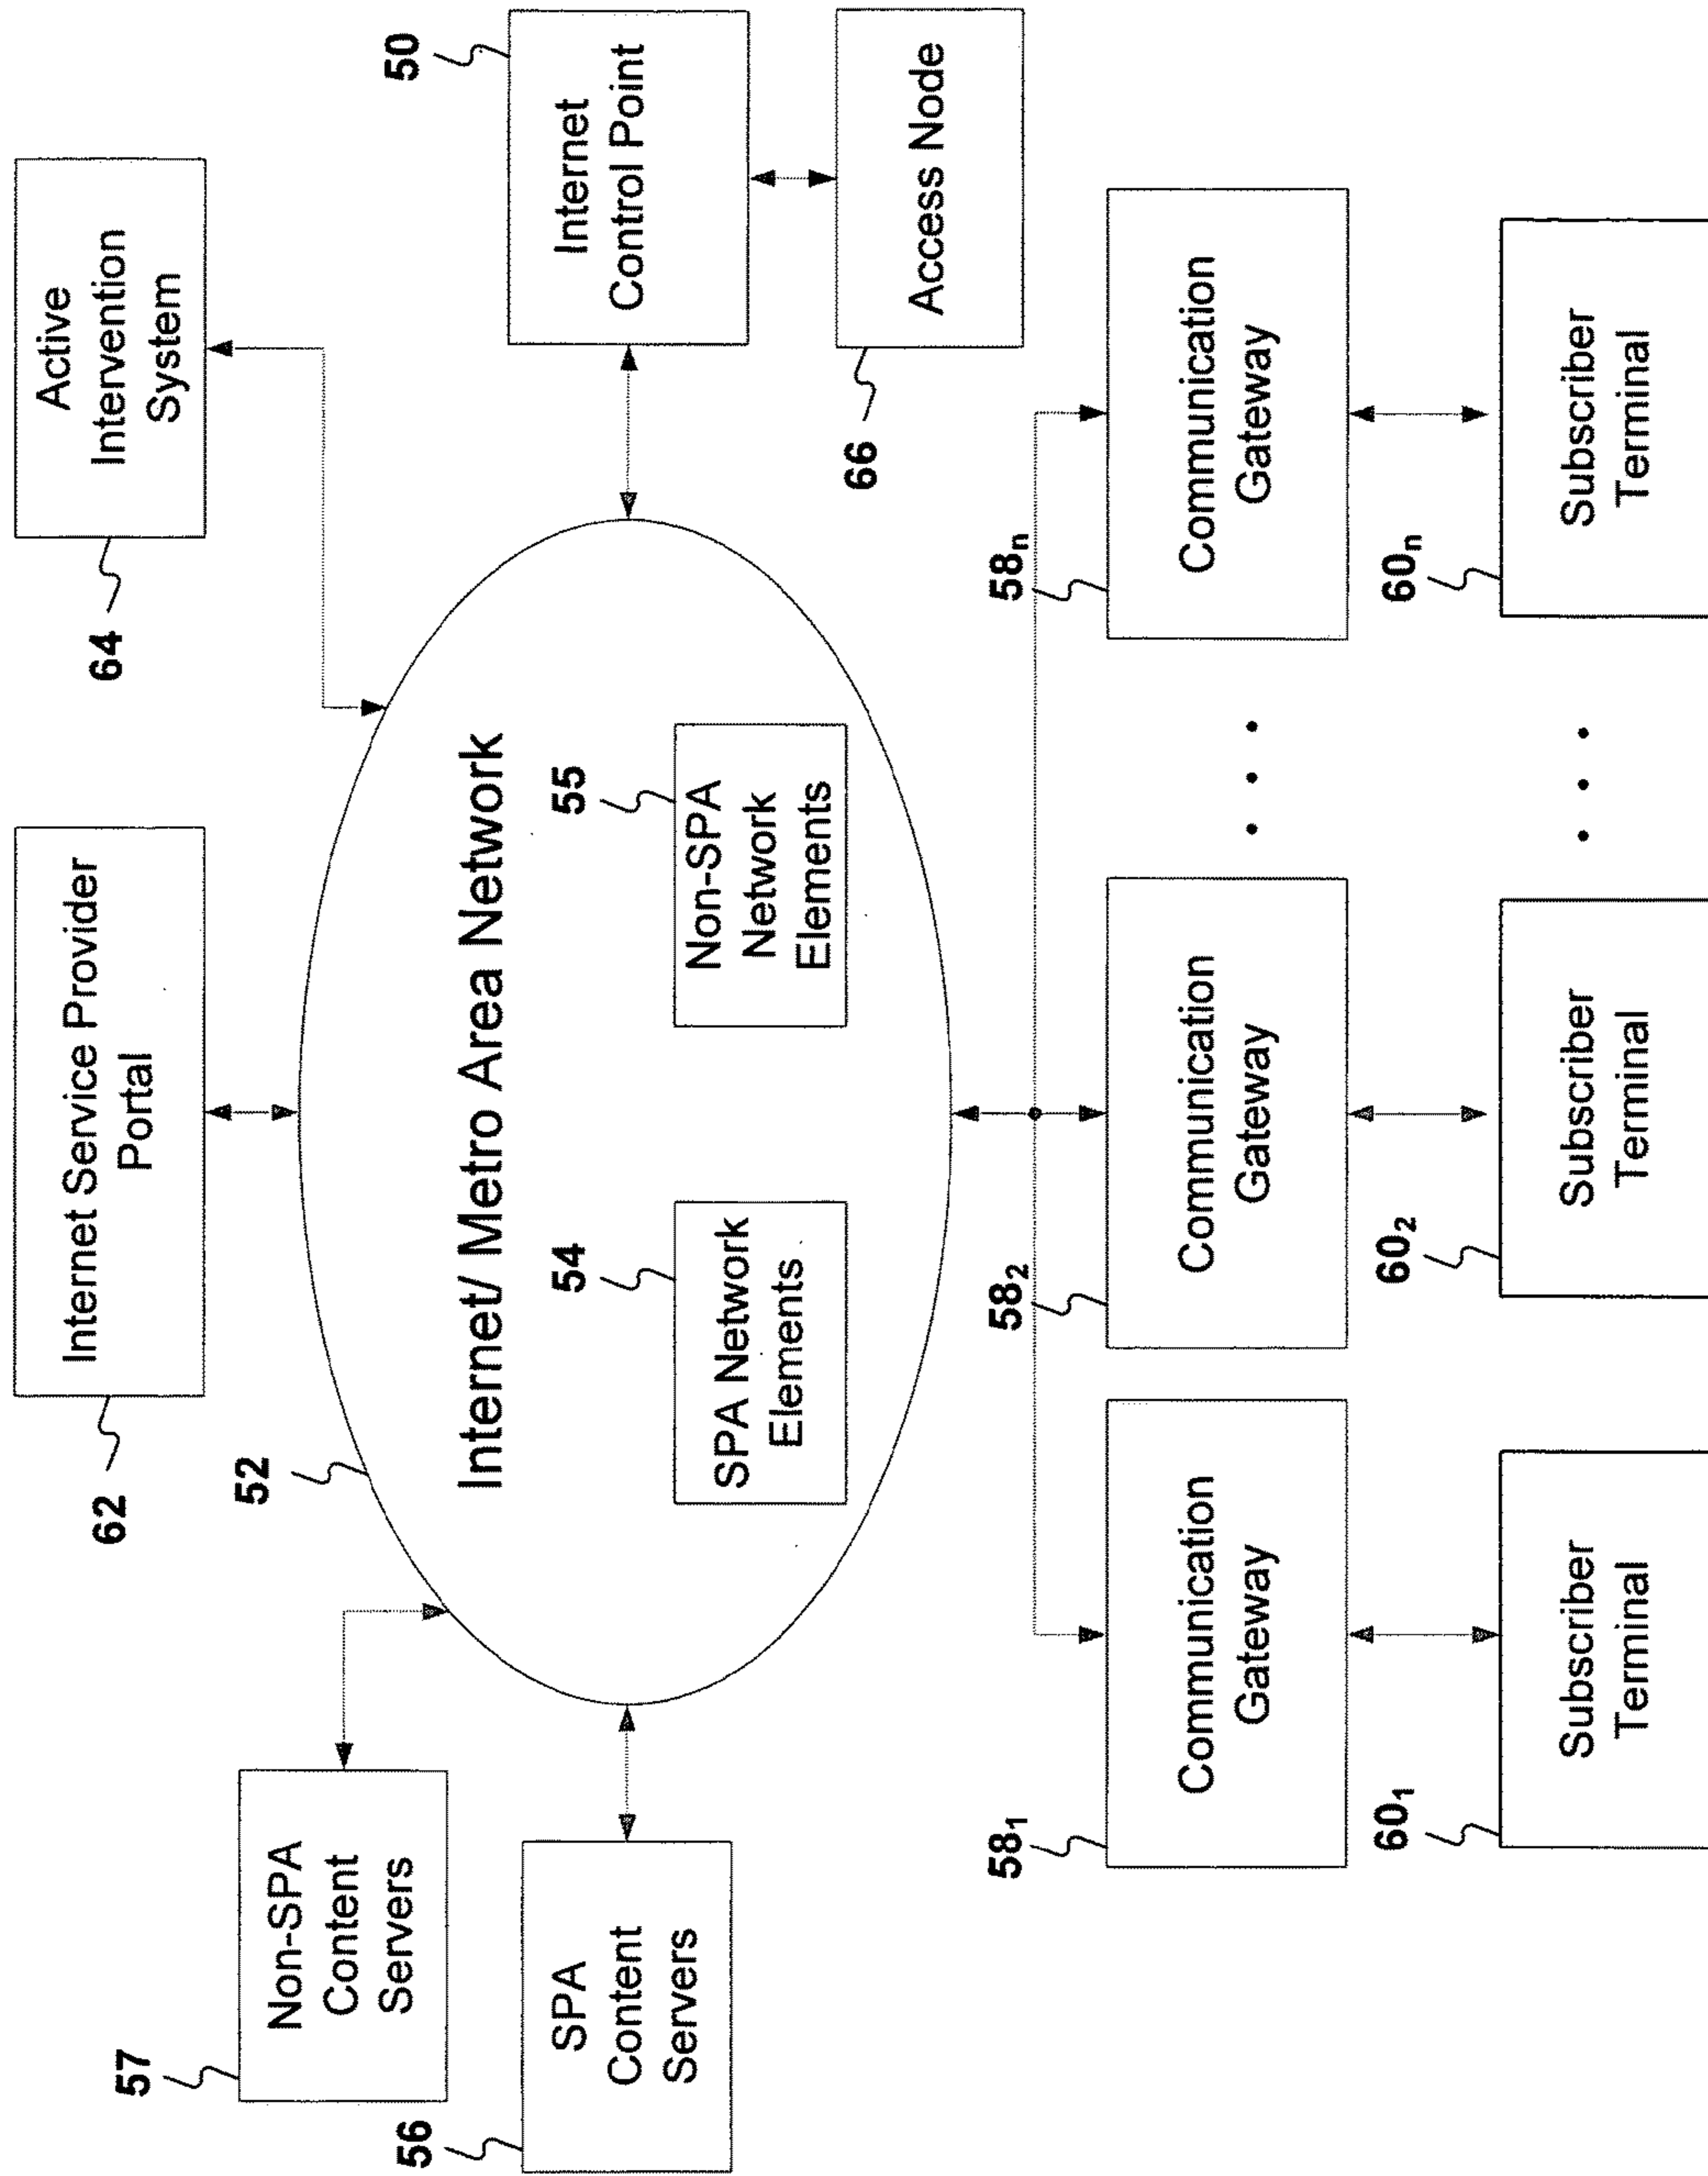 62
Internet Service Provider
Portal
64
Active
Intervention
System
57
Non-SPA
Content
Servers
52
Internet/ Metro Area Network
50
Internet
Control Point
56
SPA
Content
Servers
54
SPA Network
Elements
55
Non-SPA
Network
Elements
66
Access Node
58₁
Communication
Gateway
58₂
Communication
Gateway
• • •
58ₙ
Communication
Gateway
60₁
Subscriber
Terminal
60₂
Subscriber
Terminal
• • •
60ₙ
Subscriber
Terminal